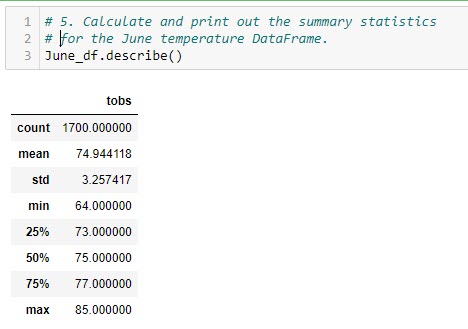 1 # 5. Calculate and print out the summary statistics
2 # for the June temperature DataFrame.
3 June_df.describe()
tobs
count 1700.000000
mean 74.944118
std 3.257417
min 64.000000
25% 73.000000
50% 75.000000
75% 77.000000
max 85.000000